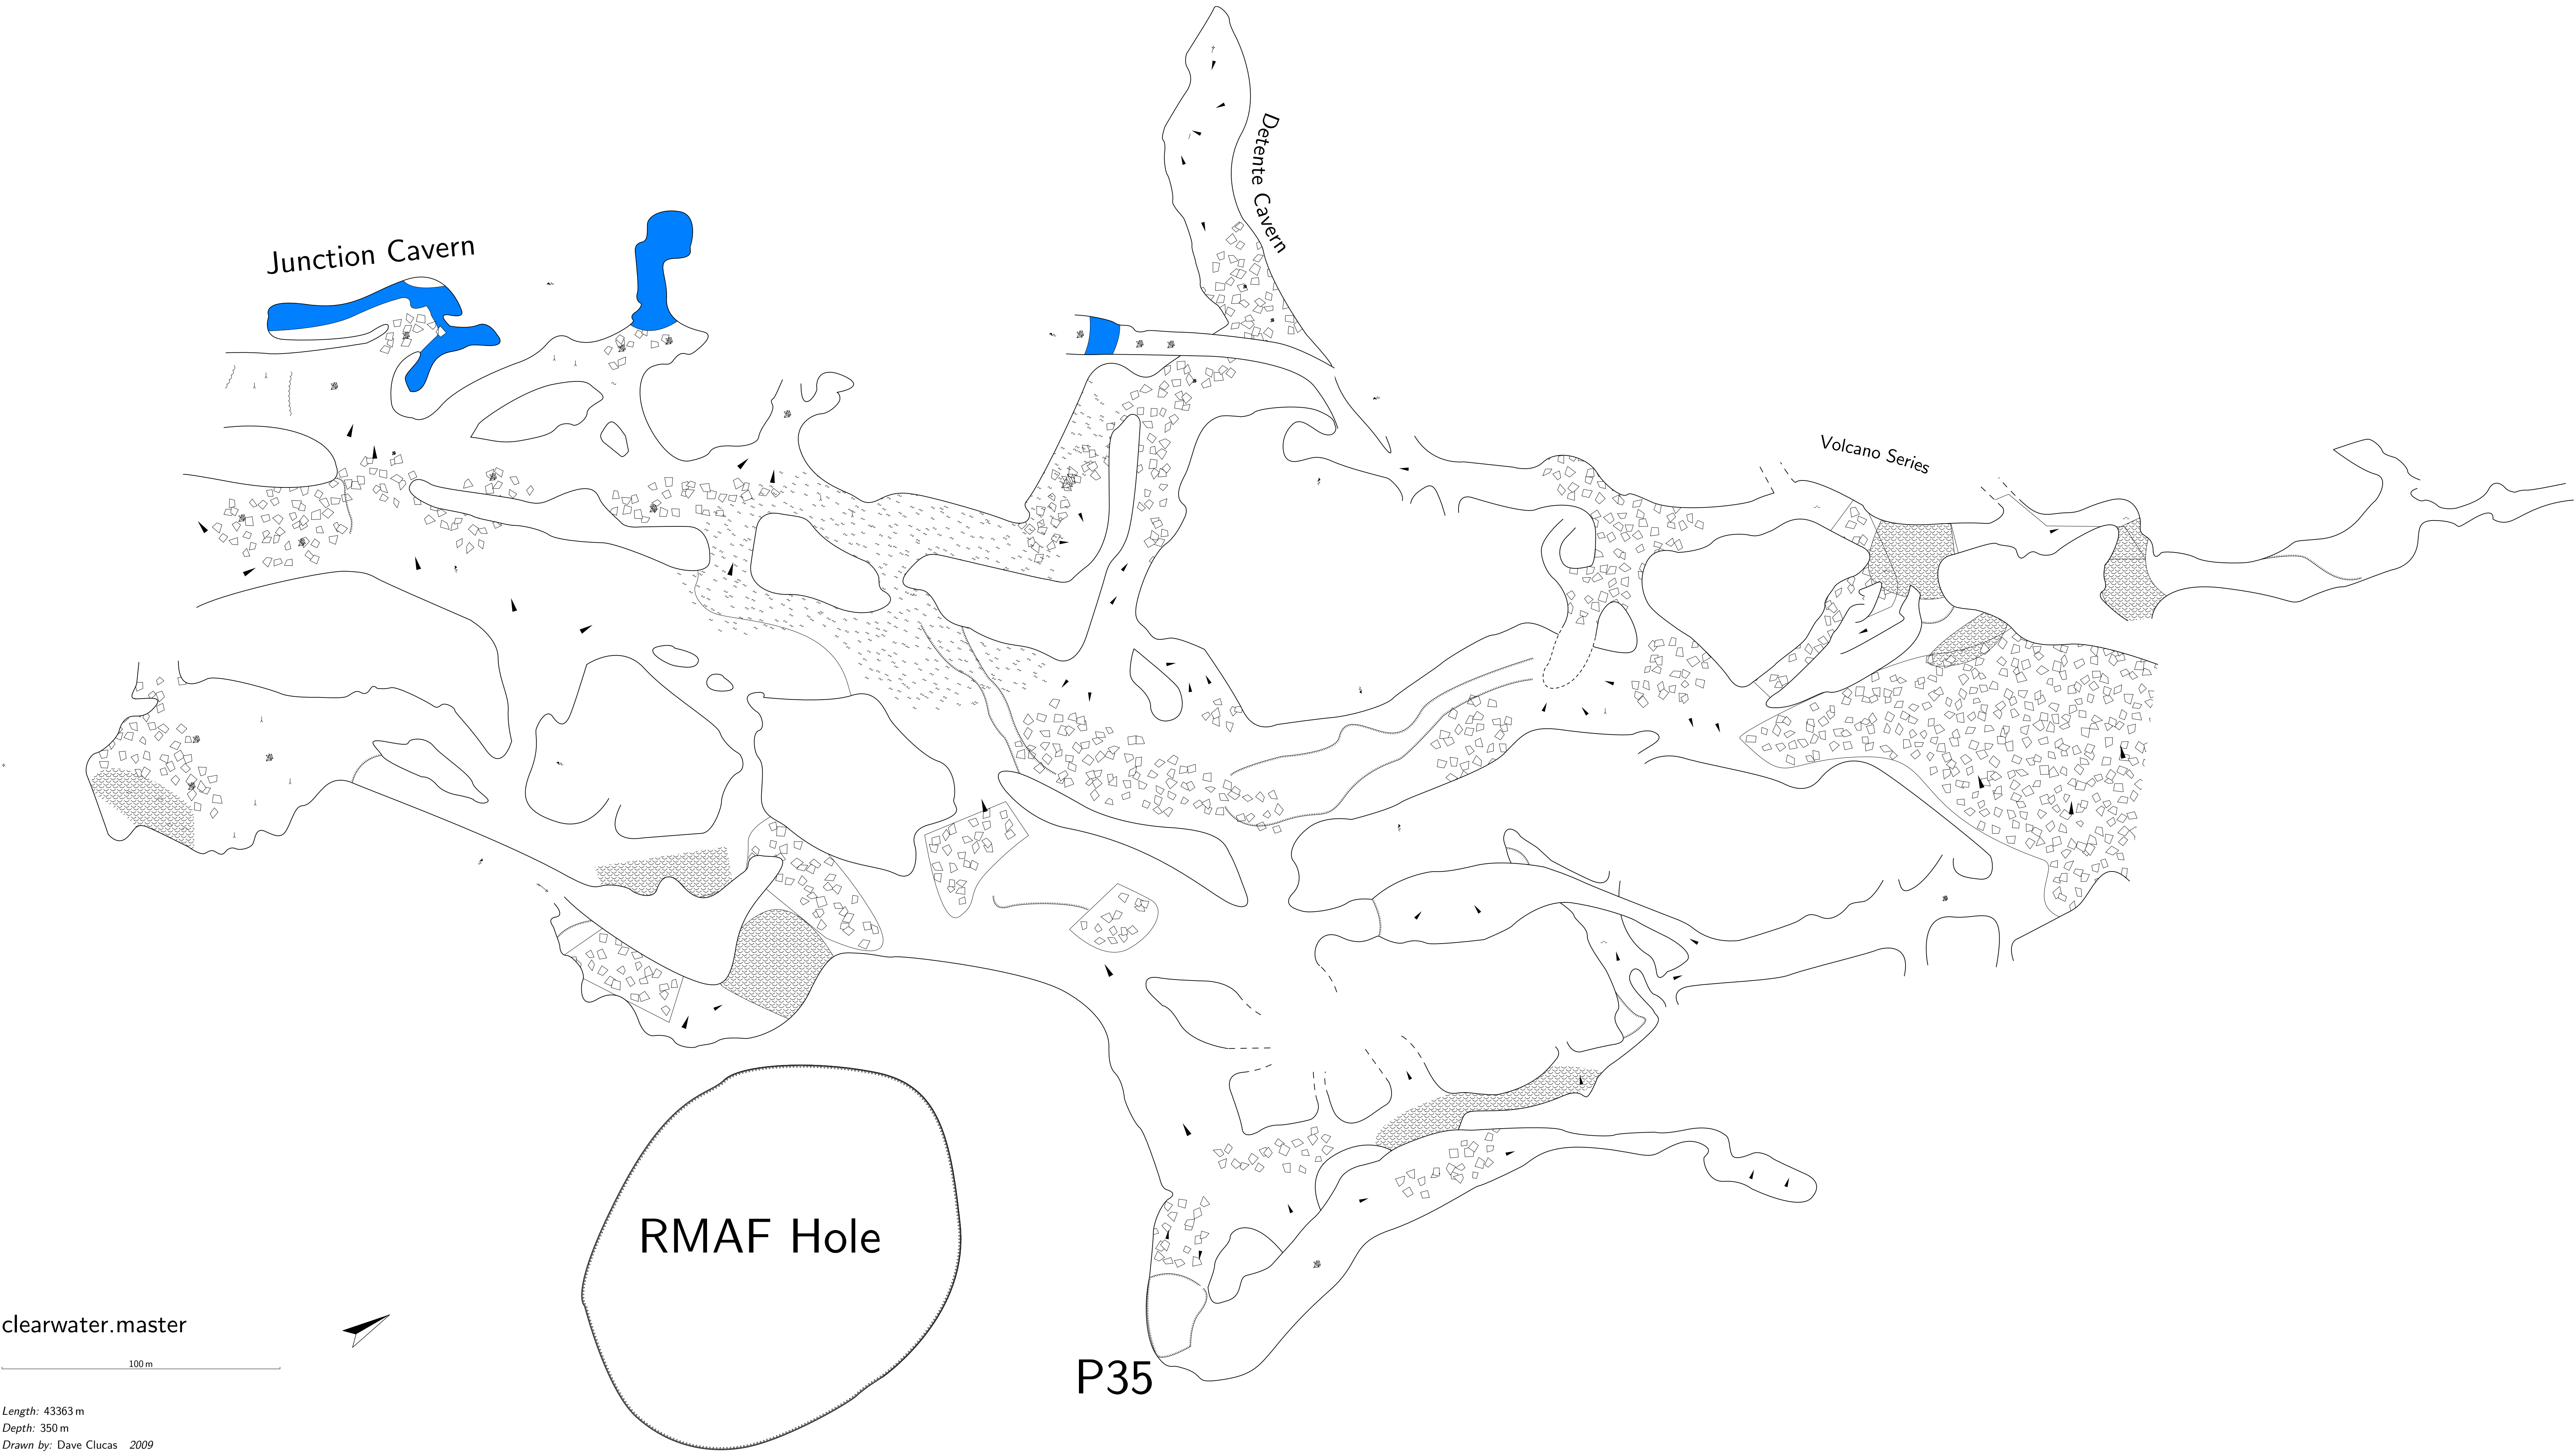 Detente Cavern
Junction Cavern
Volcano Series
RMAF Hole
P35
clearwater.master
100 m
Length: 43363 m
Depth: 350 m
Drawn by: Dave Clucas 2009